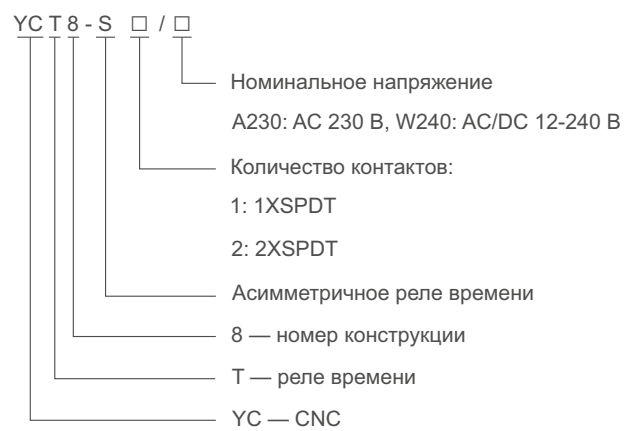 YC T 8 - S □ / □
Номинальное напряжение
A230: AC 230 В, W240: AC/DC 12-240 В
Количество контактов:
1: 1XSPDT
2: 2XSPDT
Асимметричное реле времени
8 — номер конструкции
Т — реле времени
YC — CNC